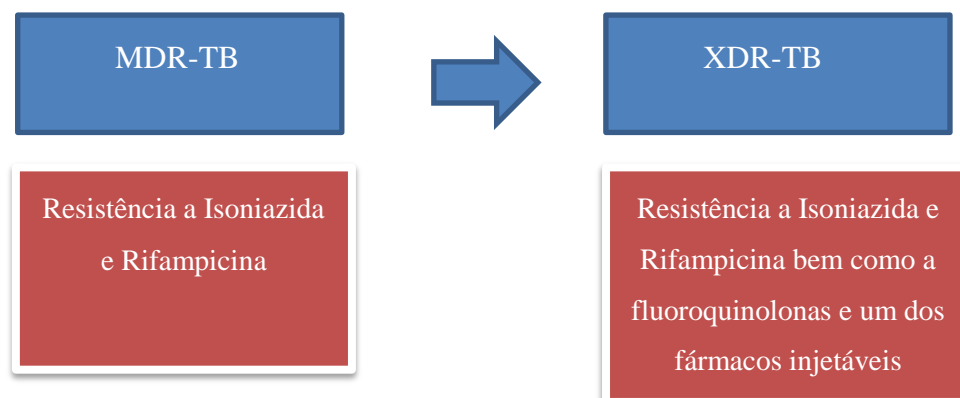 MDR-TB
XDR-TB
Resistência a Isoniazida
e Rifampicina
Resistência a Isoniazida e
Rifampicina bem como a
fluoroquinolonas e um dos
fármacos injetáveis